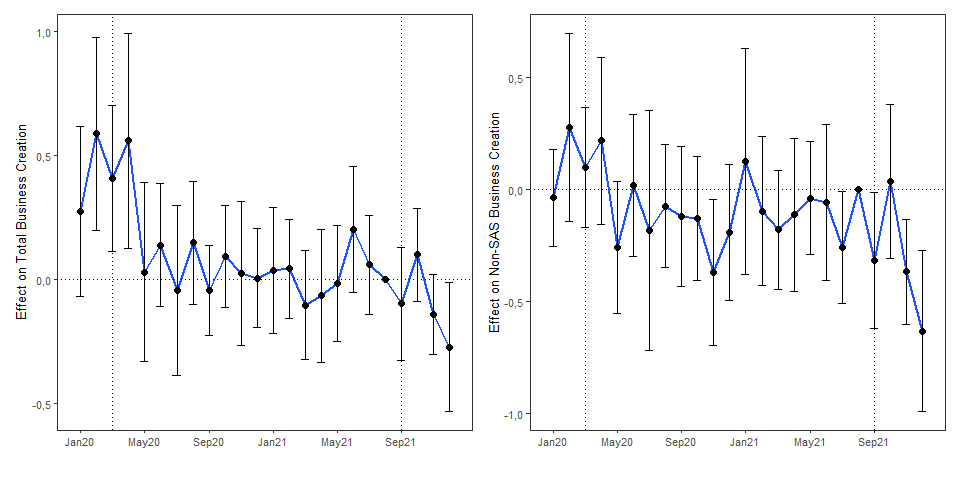 Effect on Total Business Creation
1,0
0,5
0,0
-0,5
Jan20 May20 Sep20 Jan21 May21 Sep21
Effect on Non-SAS Business Creation
0,5
0,0
-0,5
-1,0
Jan20 May20 Sep20 Jan21 May21 Sep21